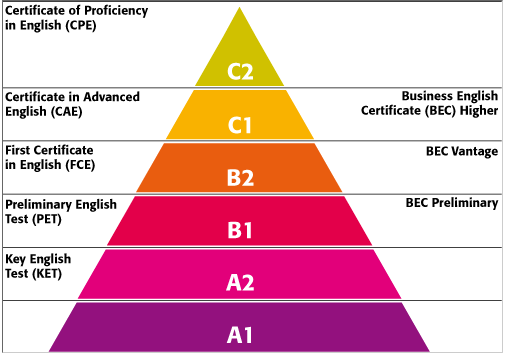 Certificate of Proficiency
in English (CPE)
C2
Certificate in Advanced
English (CAE)
C1
Business English
Certificate (BEC) Higher
First Certificate
in English (FCE)
B2
BEC Vantage
Preliminary English
Test (PET)
B1
BEC Preliminary
Key English
Test (KET)
A2
A1